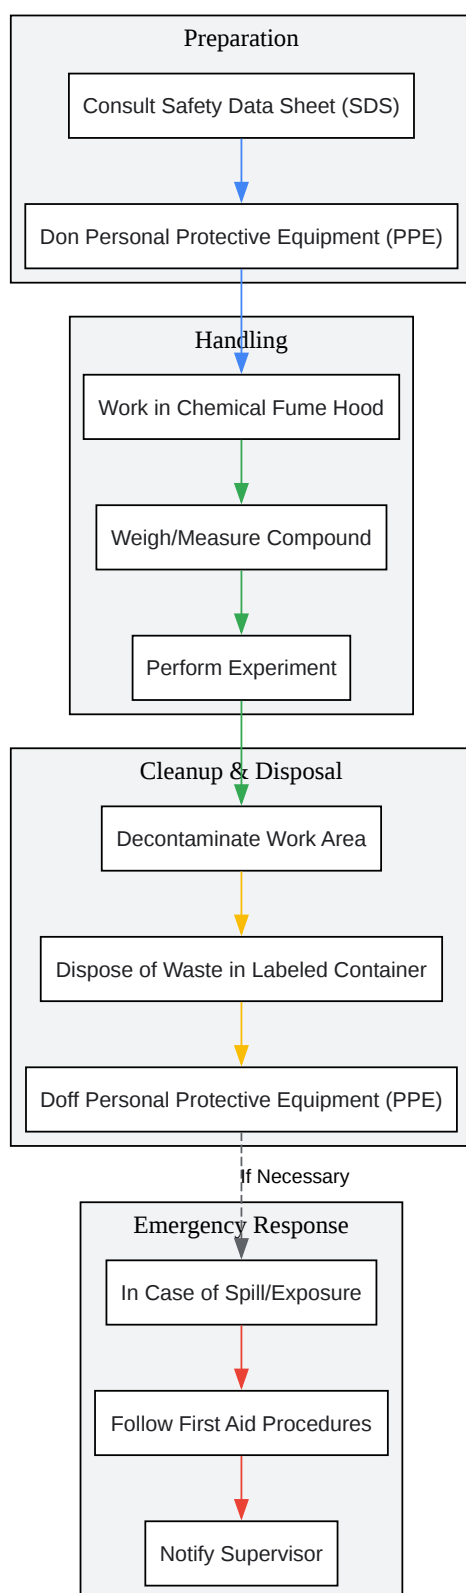 Preparation
Consult Safety Data Sheet (SDS)
Don Personal Protective Equipment (PPE)
Handling
Work in Chemical Fume Hood
Weigh/Measure Compound
Perform Experiment
Cleanup & Disposal
Decontaminate Work Area
Dispose of Waste in Labeled Container
Doff Personal Protective Equipment (PPE)
If Necessary
Emergency Response
In Case of Spill/Exposure
Follow First Aid Procedures
Notify Supervisor